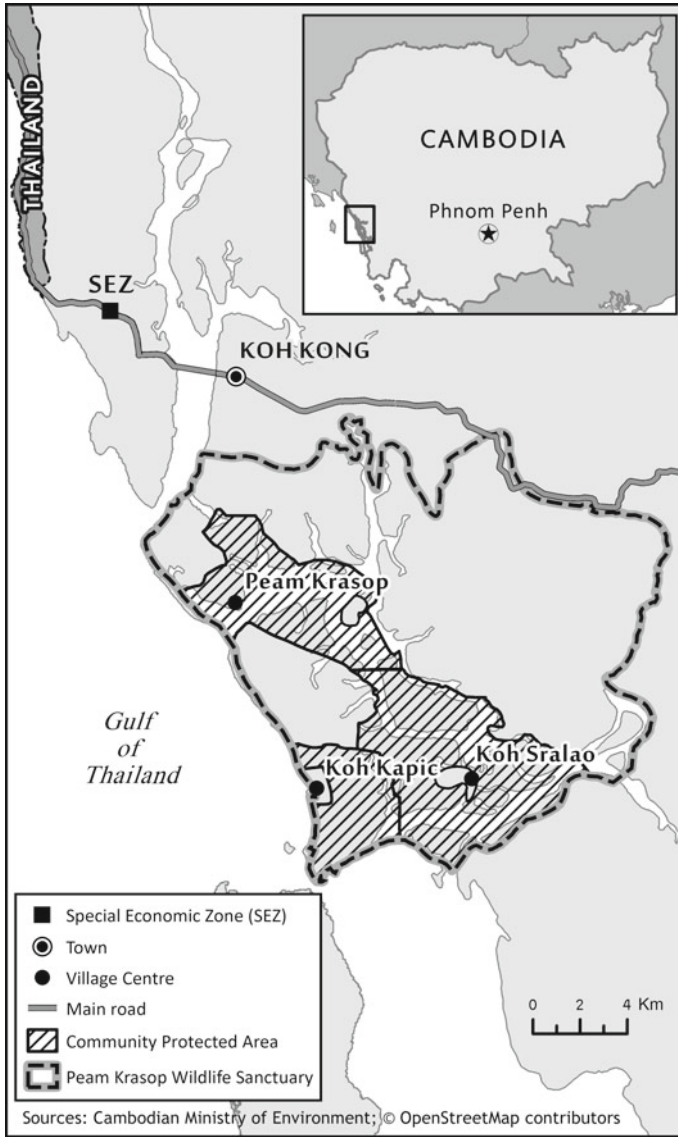 THAILAND
CAMBODIA
Phnom Penh
SEZ
KOH KONG
Peam Krasop
Gulf
of
Thailand
Koh Kapic
Koh Sralao
Special Economic Zone (SEZ)
Town
Village Centre
Main road
Community Protected Area
Peam Krasop Wildlife Sanctuary
0 2 4 Km
Sources: Cambodian Ministry of Environment; © OpenStreetMap contributors